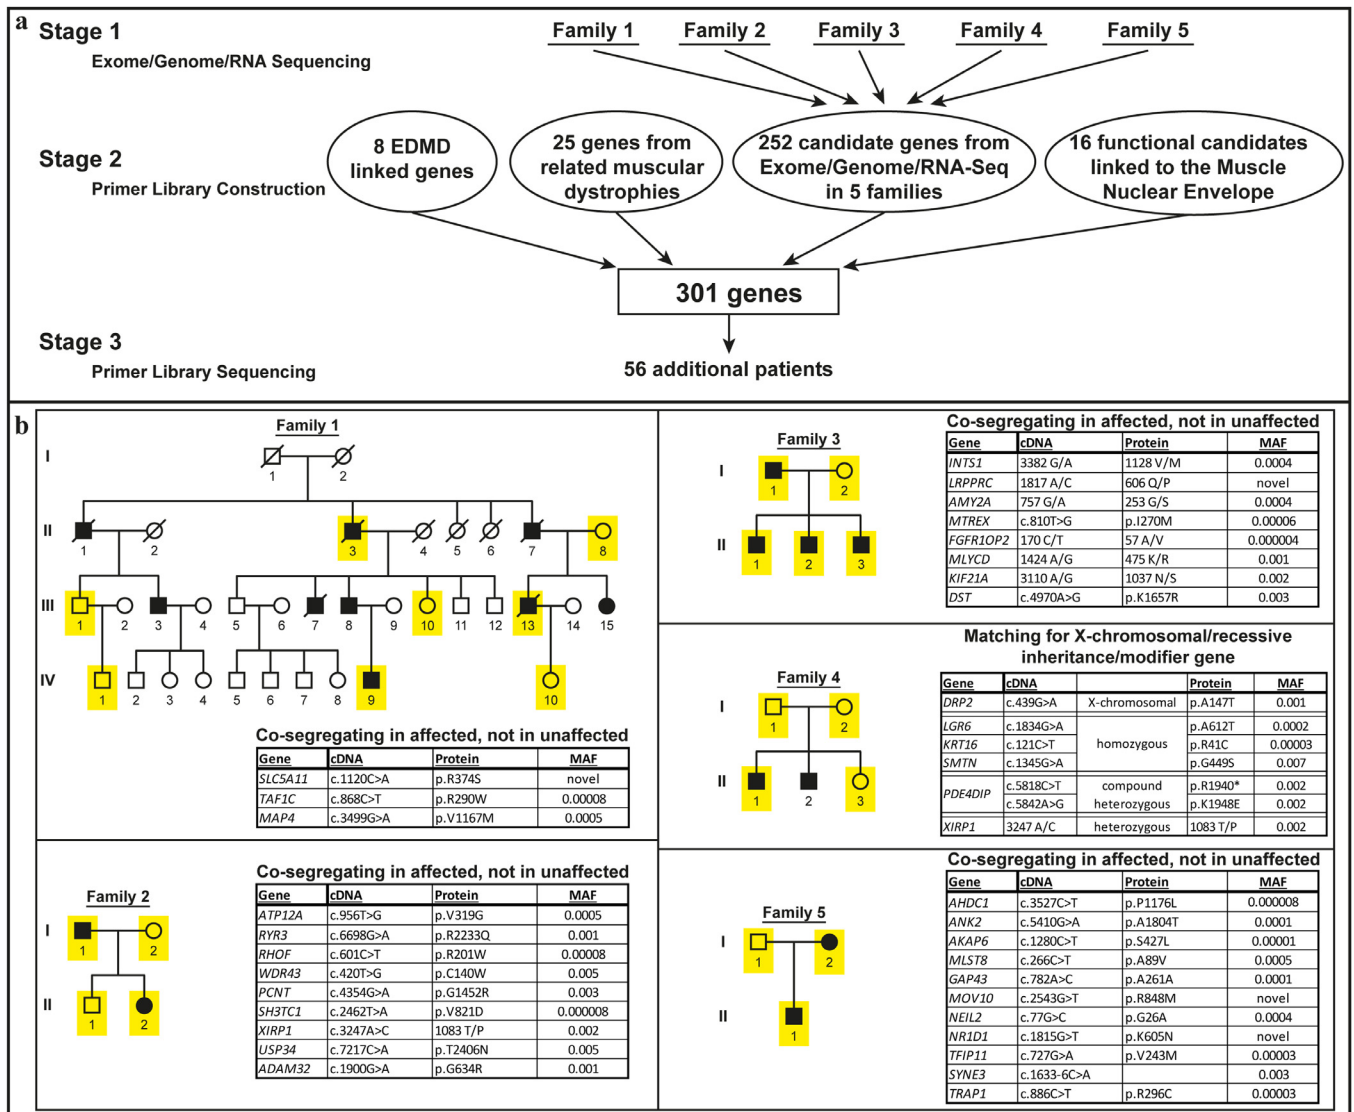 a
Stage 1
Exome/Genome/RNA Sequencing
Family 1 Family 2 Family 3 Family 4 Family 5
Stage 2
Primer Library Construction
8 EDMD
linked genes
25 genes from
related muscular
dystrophies
252 candidate genes from
Exome/Genome/RNA-Seq
in 5 families
16 functional candidates
linked to the Muscle
Nuclear Envelope
301 genes
Stage 3
Primer Library Sequencing
56 additional patients
b
Family 1
I
1 2
II
1 2 3 4 5 6 7 8
III
1 2 3 4 5 6 7 8 9 10 11 12 13 14 15
IV
1 2 3 4 5 6 7 8 9 10
Co-segregating in affected, not in unaffected
Gene cDNA Protein MAF
SLC5A11 c.1120C>A p.R374S novel
TAF1C c.868C>T p.R290W 0.00008
MAP4 c.3499G>A p.V1167M 0.0005
Family 2
I
1 2
II
1 2
Co-segregating in affected, not in unaffected
Gene cDNA Protein MAF
ATP12A c.956T>G p.V319G 0.0005
RYR3 c.6698G>A p.R2233Q 0.001
RHOF c.601C>T p.R201W 0.00008
WDR43 c.420T>G p.C140W 0.005
PCNT c.4354G>A p.G1452R 0.003
SH3TC1 c.2462T>A p.V821D 0.000008
XIRP1 c.3247A>C 1083 T/P 0.002
USP34 c.7217C>A p.T2406N 0.005
ADAM32 c.1900G>A p.G634R 0.001
Family 3
I
1 2
II
1 2 3
Co-segregating in affected, not in unaffected
Gene cDNA Protein MAF
INTS1 3382 G/A 1128 V/M 0.0004
LRPPRC 1817 A/C 606 Q/P novel
AMY2A 757 G/A 253 G/S 0.0004
MTREX c.810T>G p.I270M 0.00006
FGFR1OP2 170 C/T 57 A/V 0.000004
MLYCD 1424 A/G 475 K/R 0.001
KIF21A 3110 A/G 1037 N/S 0.002
DST c.4970A>G p.K1657R 0.003
Family 4
I
1 2
II
1 2 3
Matching for X-chromosomal/recessive
inheritance/modifier gene
Gene cDNA Protein MAF
DRP2 c.439G>A X-chromosomal p.A147T 0.001
LGR6 c.1834G>A p.A612T 0.0002
KRT16 c.121C>T homozygous p.R41C 0.00003
SMTN c.1345G>A p.G449S 0.007
PDE4DIP c.5818C>T compound p.R1940* 0.002
c.5842A>G heterozygous p.K1948E 0.002
XIRP1 3247 A/C heterozygous 1083 T/P 0.002
Family 5
I
1 2
II
1
Co-segregating in affected, not in unaffected
Gene cDNA Protein MAF
AHDC1 c.3527C>T p.P1176L 0.000008
ANK2 c.5410G>A p.A1804T 0.0001
AKAP6 c.1280C>T p.S427L 0.00001
MLST8 c.266C>T p.A89V 0.0005
GAP43 c.782A>C p.A261A 0.0001
MOV10 c.2543G>T p.R848M novel
NEIL2 c.77G>C p.G26A 0.0004
NR1D1 c.1815G>T p.K605N novel
TFIP11 c.727G>A p.V243M 0.00003
SYNE3 c.1633-6C>A 0.003
TRAP1 c.886C>T p.R296C 0.00003